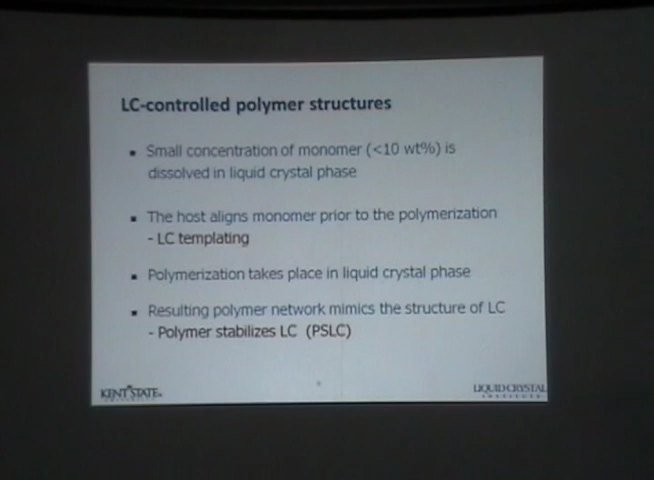 LC-controlled polymer structures
▪ Small concentration of monomer (<10 wt%) is
dissolved in liquid crystal phase
▪ The host aligns monomer prior to the polymerization
- LC templating
▪ Polymerization takes place in liquid crystal phase
▪ Resulting polymer network mimics the structure of LC
- Polymer stabilizes LC (PSLC)
KENT STATE
LIQUID CRYSTAL
INSTITUTE